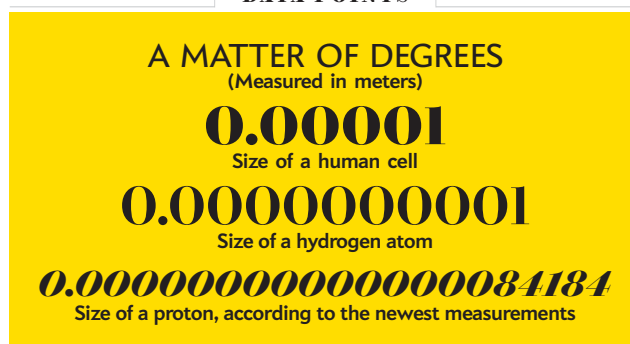 A MATTER OF DEGREES
(Measured in meters)
0.00001
Size of a human cell
0.0000000001
Size of a hydrogen atom
0.00000000000000084184
Size of a proton, according to the newest measurements